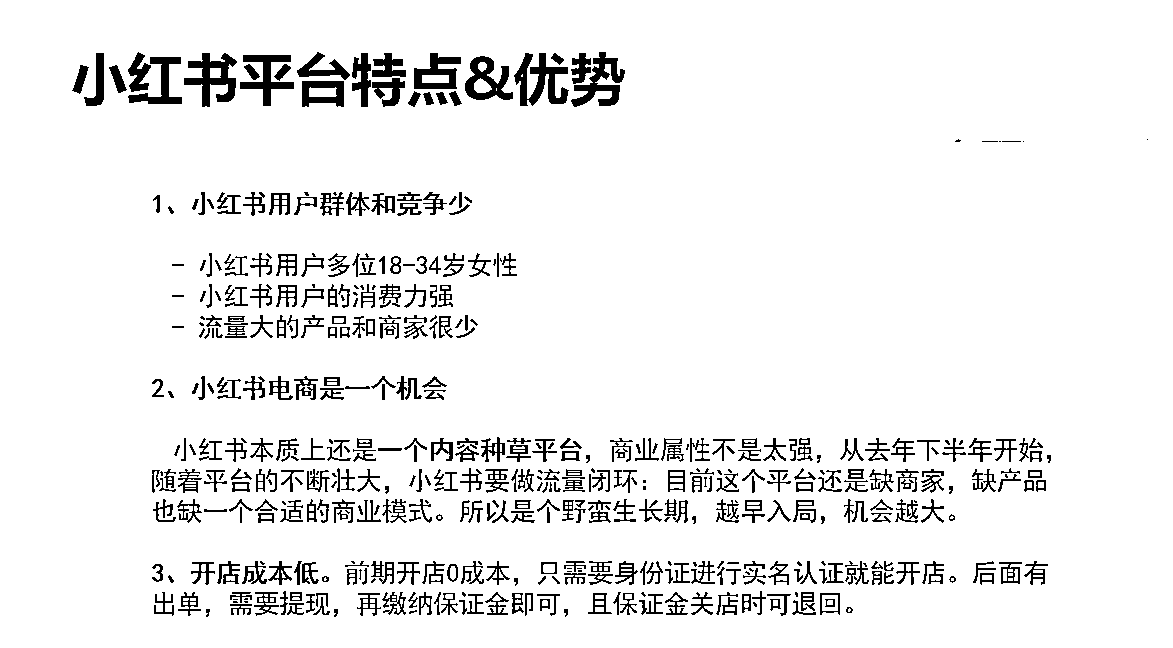 小红书平台特点&优势
1、小红书用户群体和竞争少
- 小红书用户多位18-34岁女性
- 小红书用户的消费力强
- 流量大的产品和商家很少
2、小红书电商是一个机会
小红书本质上还是一个内容种草平台，商业属性不是太强，从去年下半年开始，
随着平台的不断壮大，小红书要做流量闭环：目前这个平台还是缺商家，缺产品
也缺一个合适的商业模式。所以是个野蛮生长期，越早入局，机会越大。
3、开店成本低。前期开店0成本，只需要身份证进行实名认证就能开店。后面有
出单，需要提现，再缴纳保证金即可，且保证金关店时可退回。